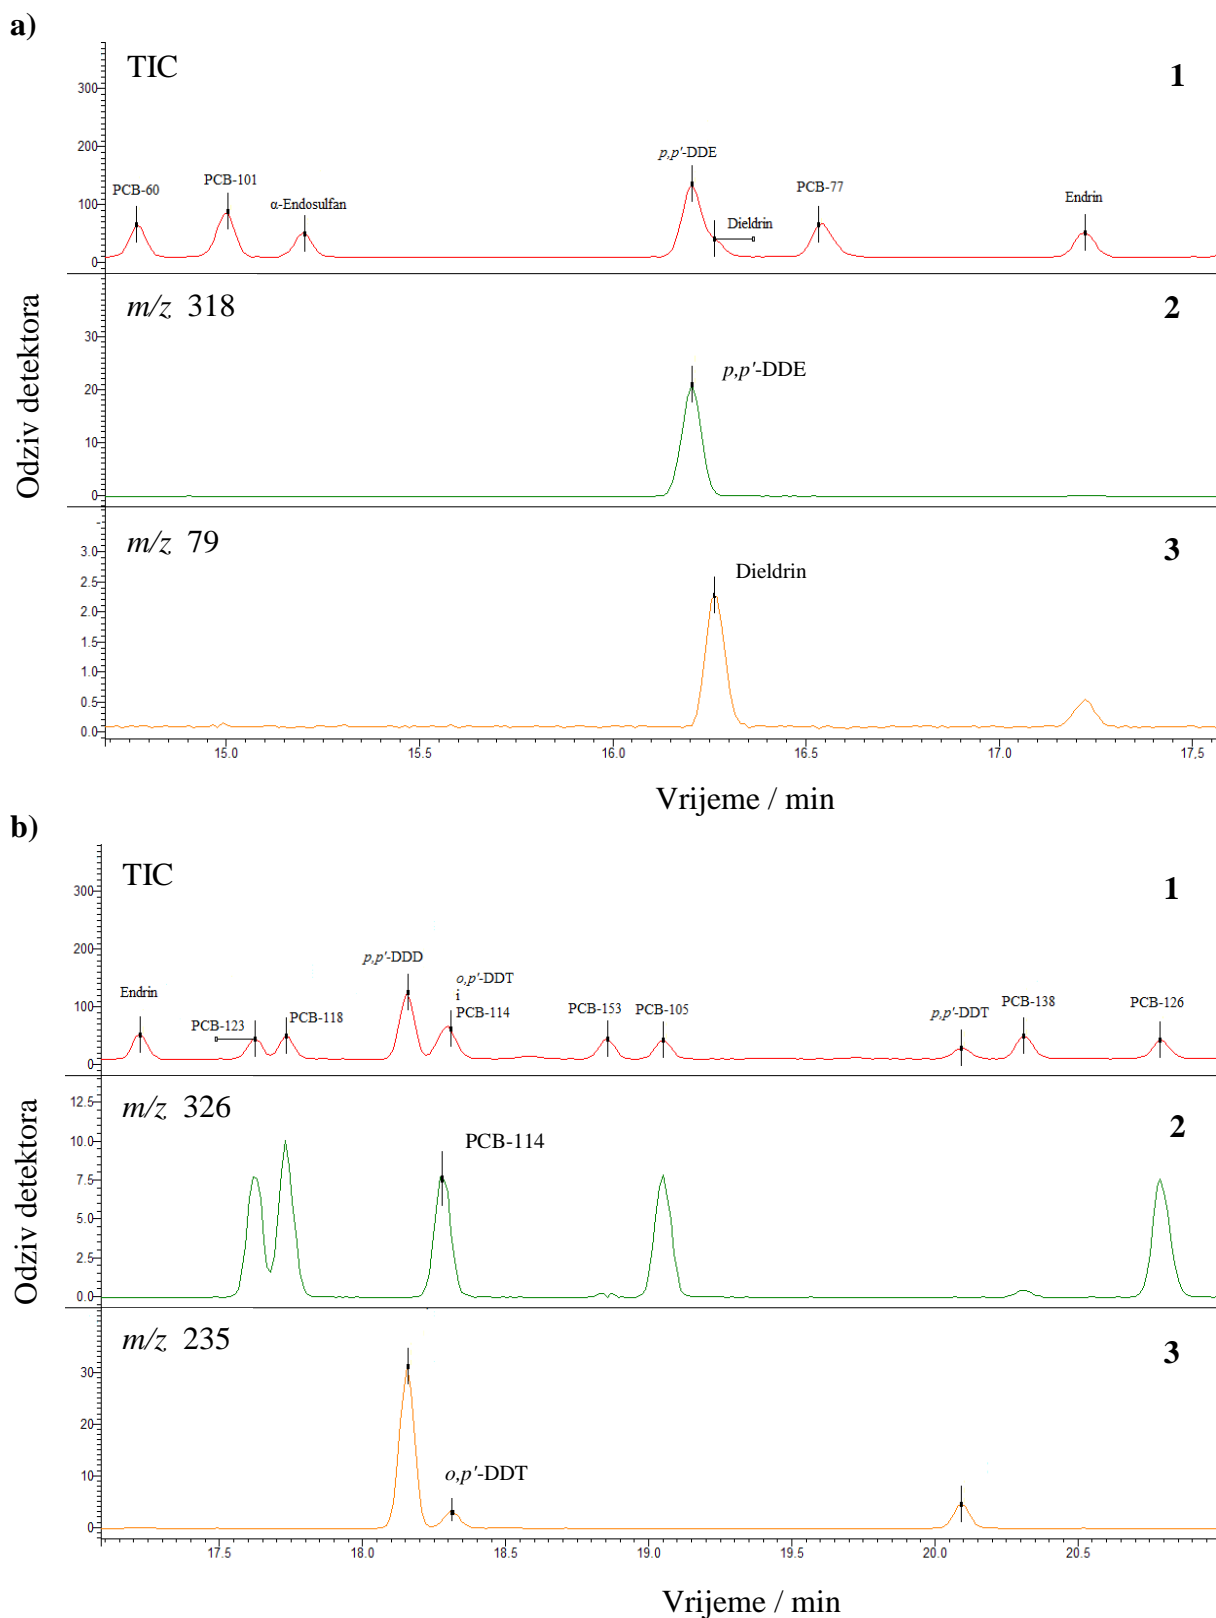 a)
TIC
1
300
200
100
0
PCB-60
PCB-101
α-Endosulfan
p,p'-DDE
Dieldrin
PCB-77
Endrin
m/z 318
2
30
20
10
0
p,p'-DDE
m/z 79
3
3.0
2.5
2.0
1.5
1.0
0.5
0.0
Dieldrin
Odziv detektora
15.0 15.5 16.0 16.5 17.0 17.5
Vrijeme / min
b)
TIC
1
300
200
100
0
Endrin
PCB-123
PCB-118
p,p'-DDD
o,p'-DDT
i
PCB-114
PCB-153
PCB-105
p,p'-DDT
PCB-138
PCB-126
m/z 326
2
12.5
10.0
7.5
5.0
2.5
0.0
PCB-114
m/z 235
3
30
20
10
0
o,p'-DDT
Odziv detektora
17.5 18.0 18.5 19.0 19.5 20.0 20.5
Vrijeme / min